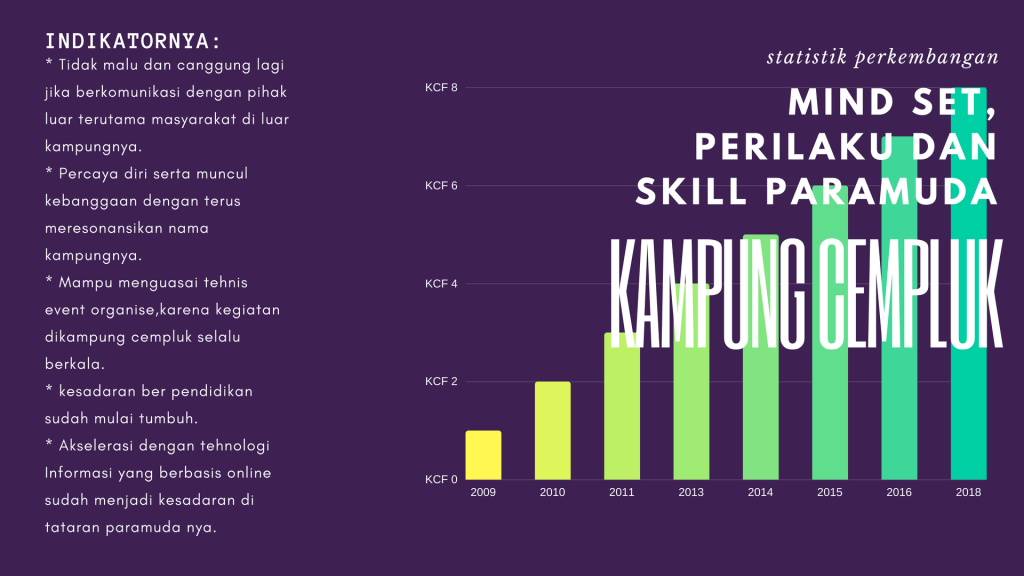 INDIKATORNYA:
* Tidak malu dan canggung lagi
jika berkomunikasi dengan pihak
luar terutama masyarakat di luar
kampungnya.
* Percaya diri serta muncul
kebanggaan dengan terus
meresonansikan nama
kampungnya.
* Mampu menguasai tehnis
event organise,karena kegiatan
dikampung cempluk selalu
berkala.
* kesadaran ber pendidikan
sudah mulai tumbuh.
* Akselerasi dengan tehnologi
Informasi yang berbasis online
sudah menjadi kesadaran di
tataran paramuda nya.
statistik perkembangan
MIND SET,
PERILAKU DAN
SKILL PARAMUDA
KAMPUNG CEMPLUK
KCF 8
KCF 6
KCF 4
KCF 2
KCF 0
2009 2010 2011 2013 2014 2015 2016 2018